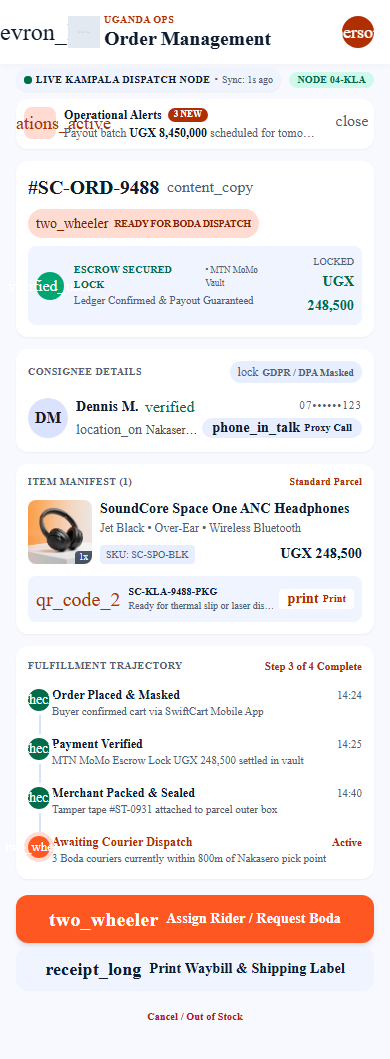 evron_
UGANDA OPS
Order Management
erso
LIVE KAMPALA DISPATCH NODE • Sync: 1s ago
NODE 04-KLA
ations_active
Operational Alerts 3 NEW
Payout batch UGX 8,450,000 scheduled for tomo…
close
#SC-ORD-9488 content_copy
two_wheeler READY FOR BODA DISPATCH
ified_
ESCROW SECURED LOCK
• MTN MoMo Vault
Ledger Confirmed & Payout Guaranteed
LOCKED
UGX
248,500
CONSIGNEE DETAILS
lock GDPR / DPA Masked
DM
Dennis M. verified
07••••••123
location_on Nakaser…
phone_in_talk Proxy Call
ITEM MANIFEST (1)
Standard Parcel
1x
SoundCore Space One ANC Headphones
Jet Black • Over-Ear • Wireless Bluetooth
SKU: SC-SPO-BLK
UGX 248,500
qr_code_2
SC-KLA-9488-PKG
Ready for thermal slip or laser dis…
print Print
FULFILLMENT TRAJECTORY
Step 3 of 4 Complete
hec
Order Placed & Masked
14:24
Buyer confirmed cart via SwiftCart Mobile App
hec
Payment Verified
14:25
MTN MoMo Escrow Lock UGX 248,500 settled in vault
hec
Merchant Packed & Sealed
14:40
Tamper tape #ST-0931 attached to parcel outer box
whe
Awaiting Courier Dispatch
Active
3 Boda couriers currently within 800m of Nakasero pick point
two_wheeler Assign Rider / Request Boda
receipt_long Print Waybill & Shipping Label
Cancel / Out of Stock